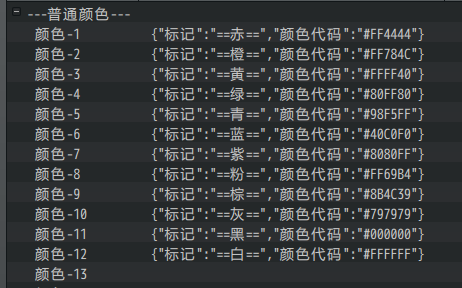 ---普通颜色---
颜色-1 {"标记":"==赤==","颜色代码":"#FF4444"}
颜色-2 {"标记":"==橙==","颜色代码":"#FF784C"}
颜色-3 {"标记":"==黄==","颜色代码":"#FFFF40"}
颜色-4 {"标记":"==绿==","颜色代码":"#80FF80"}
颜色-5 {"标记":"==青==","颜色代码":"#98F5FF"}
颜色-6 {"标记":"==蓝==","颜色代码":"#40C0F0"}
颜色-7 {"标记":"==紫==","颜色代码":"#8080FF"}
颜色-8 {"标记":"==粉==","颜色代码":"#FF69B4"}
颜色-9 {"标记":"==棕==","颜色代码":"#8B4C39"}
颜色-10 {"标记":"==灰==","颜色代码":"#797979"}
颜色-11 {"标记":"==黑==","颜色代码":"#000000"}
颜色-12 {"标记":"==白==","颜色代码":"#FFFFFF"}
颜色-13